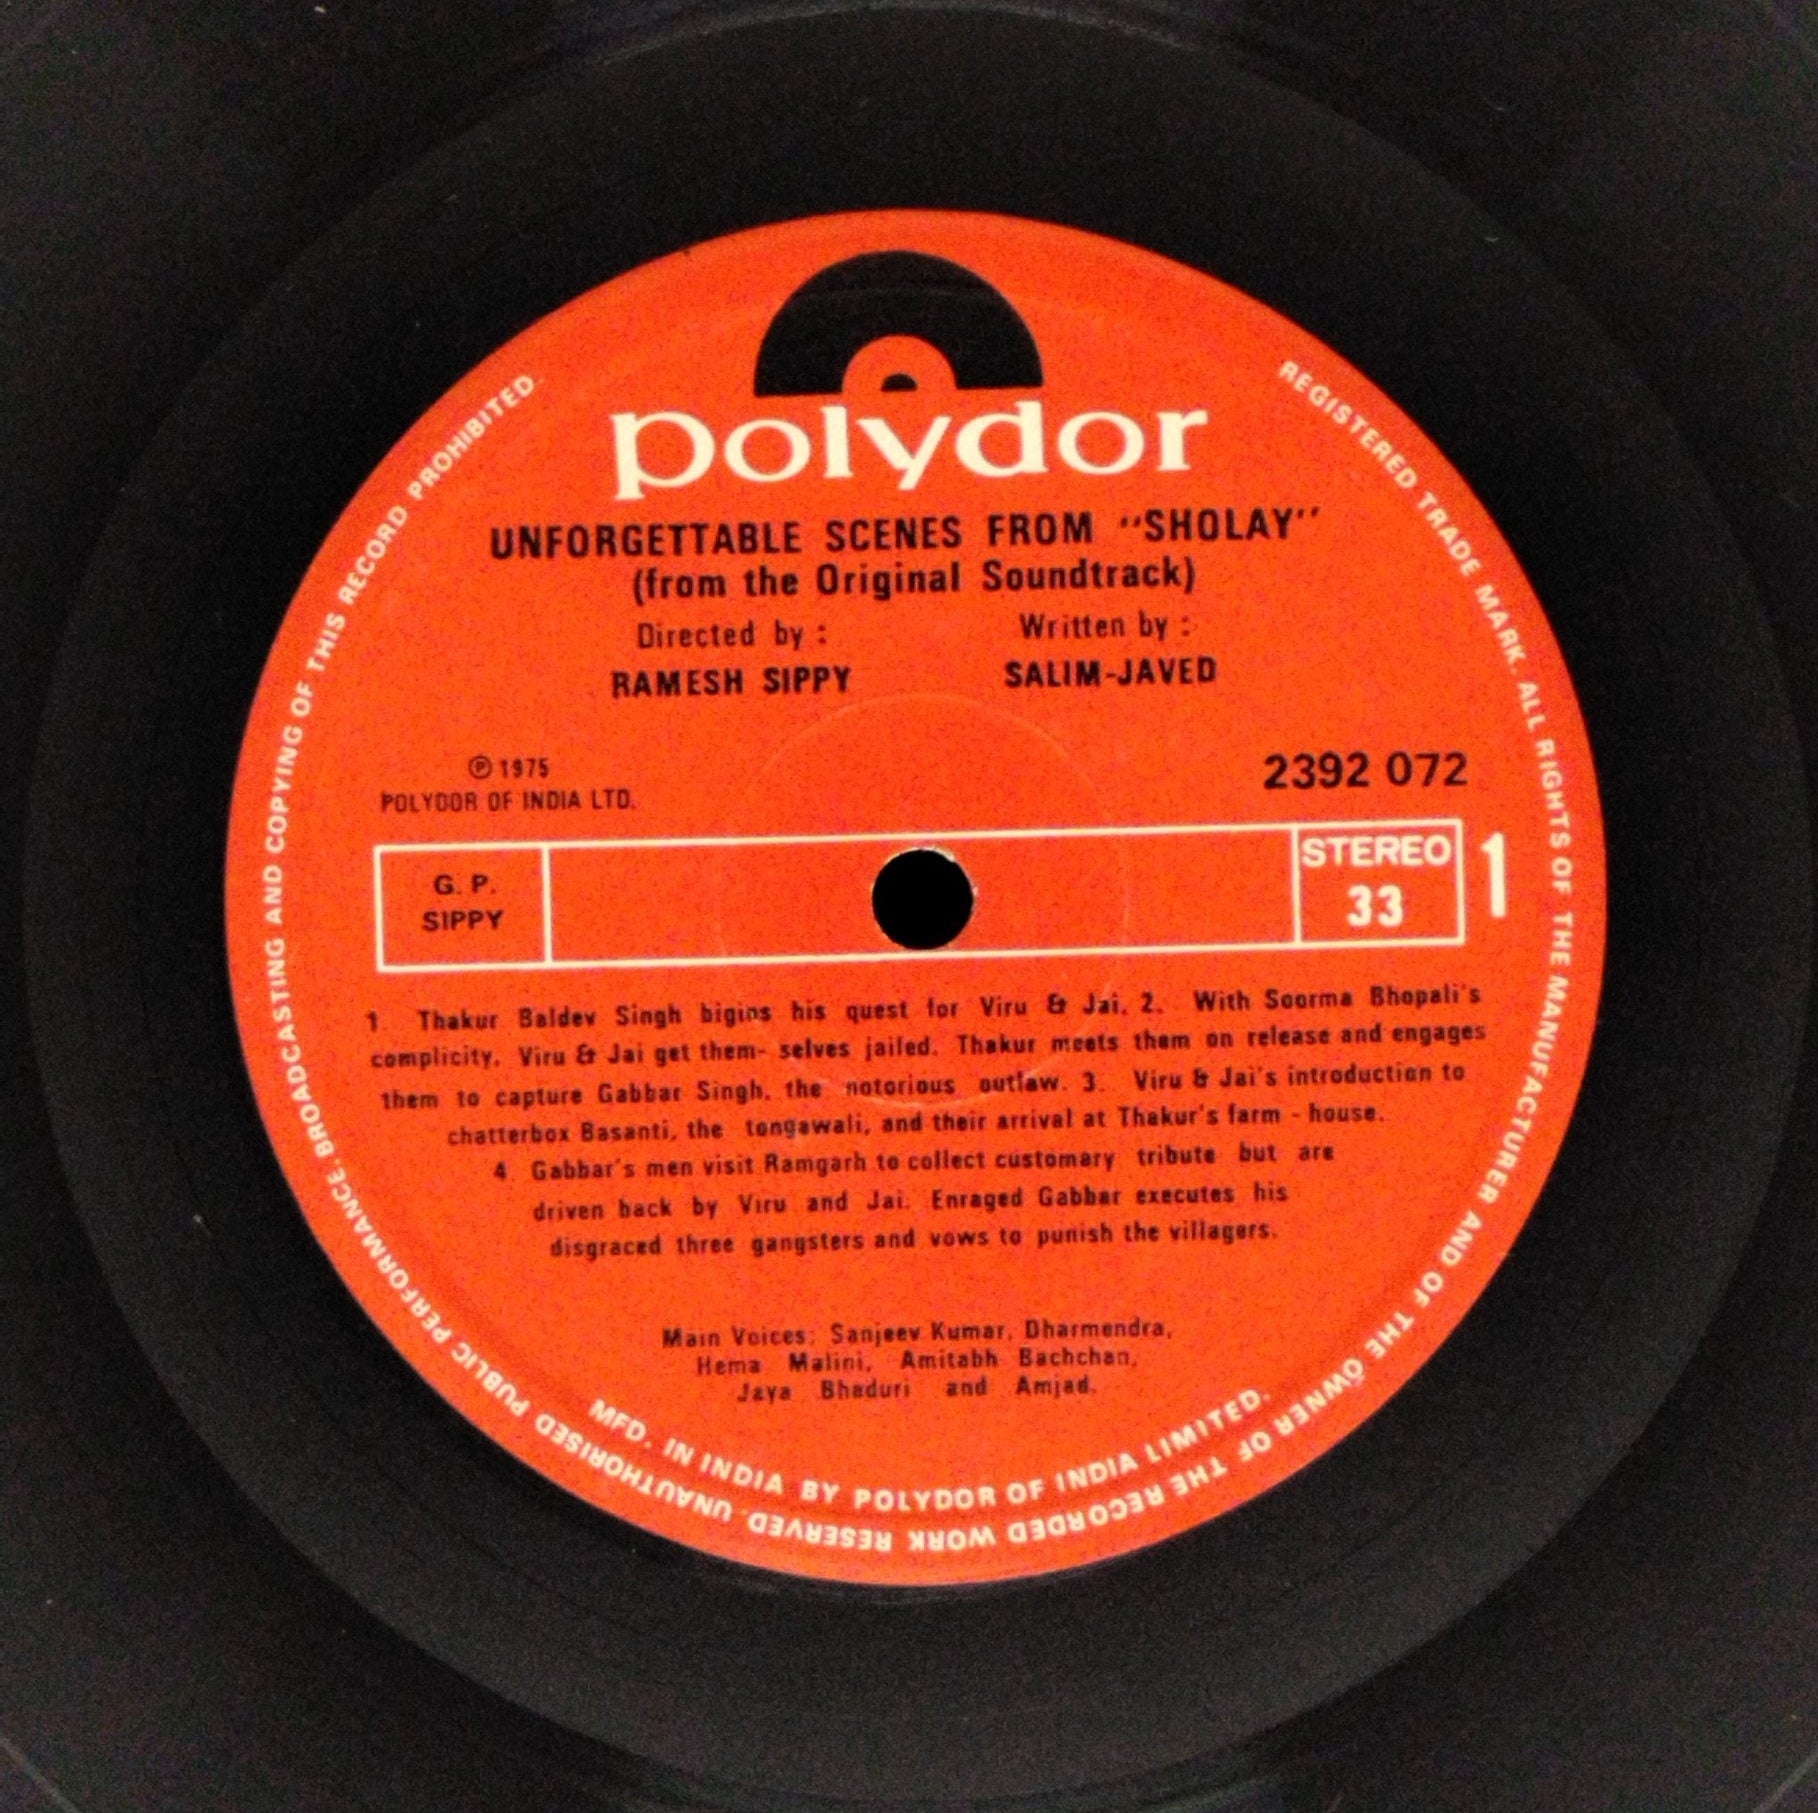 polydor
UNFORGETTABLE SCENES FROM "SHOLAY"
(from the Original Soundtrack)
Directed by : Written by :
RAMESH SIPPY SALIM-JAVED
℗ 1975
POLYDOR OF INDIA LTD.
2392 072
G. P.
SIPPY
STEREO
33
1
1 Thakur Baldev Singh bigins his quest for Viru & Jai. 2. With Soorma Bhopali's
complicity, Viru & Jai get them- selves jailed. Thakur meets them on release and engages
them to capture Gabbar Singh, the notorious outlaw. 3. Viru & Jai's introduction to
chatterbox Basanti, the tongawali, and their arrival at Thakur's farm - house.
4. Gabbar's men visit Ramgarh to collect customary tribute but are
driven back by Viru and Jai. Enraged Gabbar executes his
disgraced three gangsters and vows to punish the villagers.
Main Voices: Sanjeev Kumar, Dharmendra,
Hema Malini, Amitabh Bachchan,
Jaya Bhaduri and Amjad.
MFD. IN INDIA BY POLYDOR OF INDIA LIMITED.
REGISTERED TRADE MARK. ALL RIGHTS OF THE MANUFACTURER AND OF THE OWNER OF THE RECORDED WORK RESERVED. UNAUTHORISED PUBLIC PERFORMANCE. BROADCASTING AND COPYING OF THIS RECORD PROHIBITED.